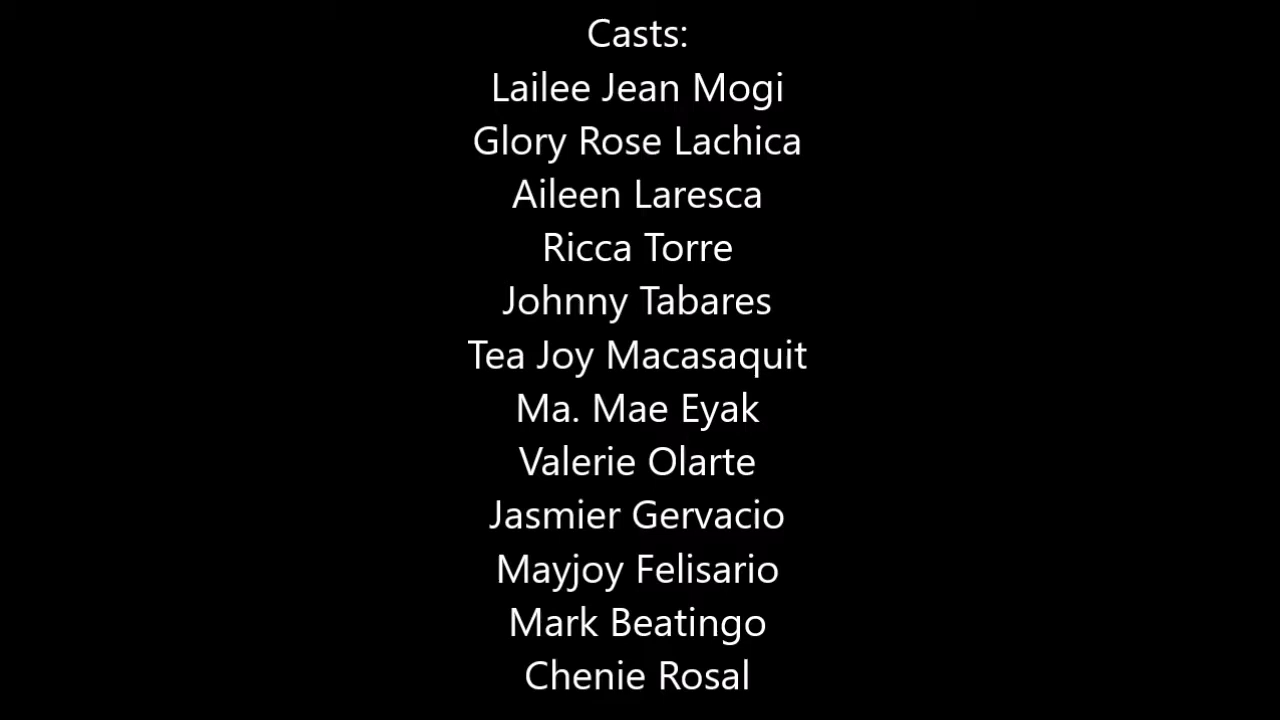 Casts:
Lailee Jean Mogi
Glory Rose Lachica
Aileen Laresca
Ricca Torre
Johnny Tabares
Tea Joy Macasaquit
Ma. Mae Eyak
Valerie Olarte
Jasmier Gervacio
Mayjoy Felisario
Mark Beatingo
Chenie Rosal